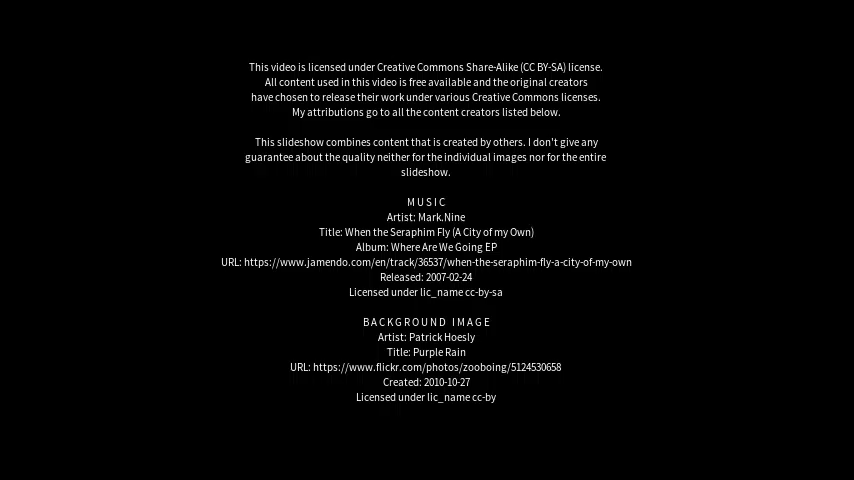 This video is licensed under Creative Commons Share-Alike (CC BY-SA) license.
All content used in this video is free available and the original creators
have chosen to release their work under various Creative Commons licenses.
My attributions go to all the content creators listed below.
This slideshow combines content that is created by others. I don't give any
guarantee about the quality neither for the individual images nor for the entire
slideshow.
MUSIC
Artist: Mark.Nine
Title: When the Seraphim Fly (A City of my Own)
Album: Where Are We Going EP
URL: https://www.jamendo.com/en/track/36537/when-the-seraphim-fly-a-city-of-my-own
Released: 2007-02-24
Licensed under lic_name cc-by-sa
BACKGROUND IMAGE
Artist: Patrick Hoesly
Title: Purple Rain
URL: https://www.flickr.com/photos/zooboing/5124530658
Created: 2010-10-27
Licensed under lic_name cc-by